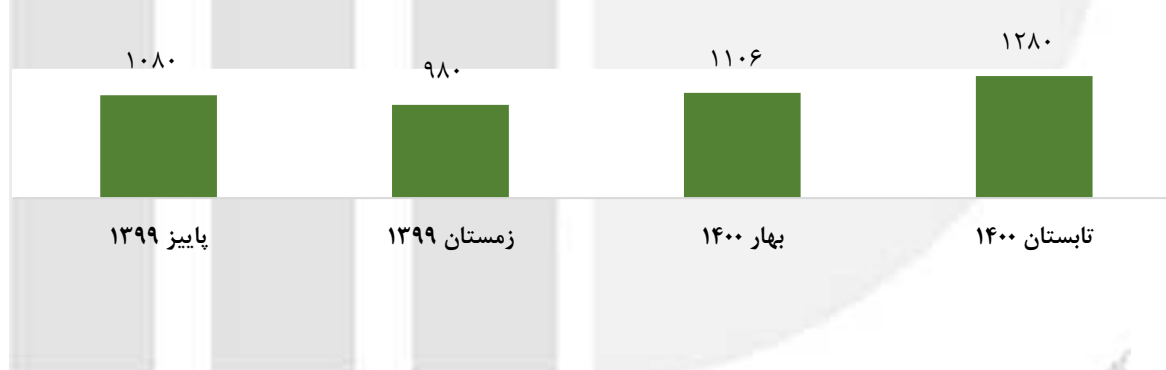 ۱۰۸۰
۹۸۰
۱۱۰۶
۱۲۸۰
پاییز ۱۳۹۹
زمستان ۱۳۹۹
بهار ۱۴۰۰
تابستان ۱۴۰۰